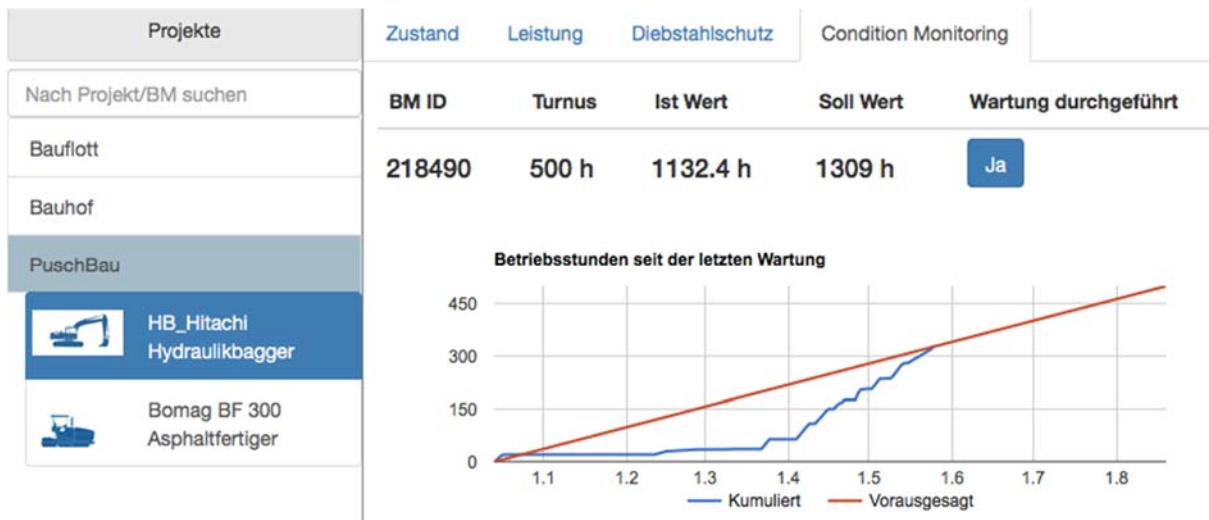 Projekte
Nach Projekt/BM suchen
Bauflott
Bauhof
PuschBau
HB_Hitachi
Hydraulikbagger
Bomag BF 300
Asphaltfertiger
Zustand Leistung Diebstahlschutz Condition Monitoring
BM ID Turnus Ist Wert Soll Wert Wartung durchgeführt
218490 500 h 1132.4 h 1309 h Ja
Betriebsstunden seit der letzten Wartung
450
300
150
0
1.1 1.2 1.3 1.4 1.5 1.6 1.7 1.8
Kumuliert Vorausgesagt